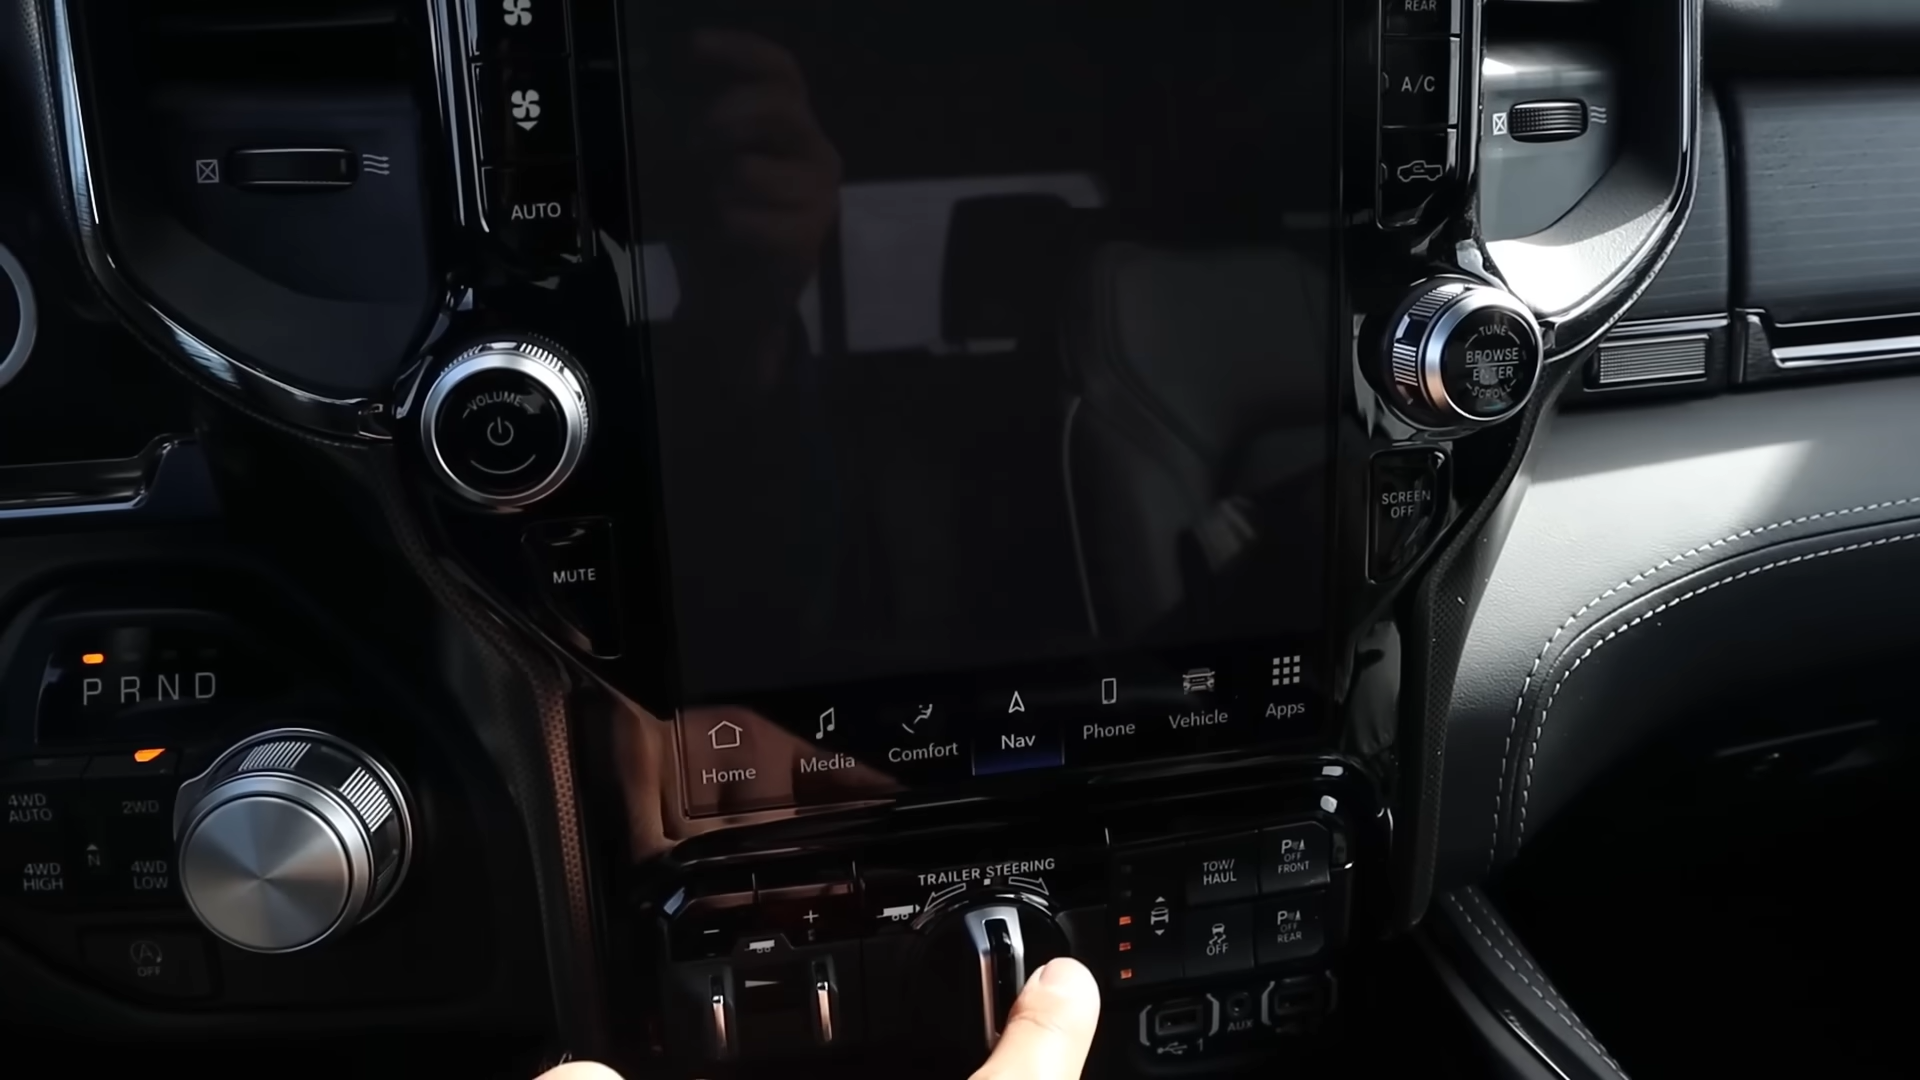 REAR
A/C
AUTO
VOLUME
TUNE
BROWSE
ENTER
SCROLL
SCREEN
OFF
MUTE
P R N D
Home
Media
Comfort
Nav
Phone
Vehicle
Apps
4WD
AUTO
2WD
N
4WD
HIGH
4WD
LOW
A
OFF
TRAILER STEERING
- +
TOW/
HAUL
P
OFF
FRONT
OFF
P
OFF
REAR
AUX
1